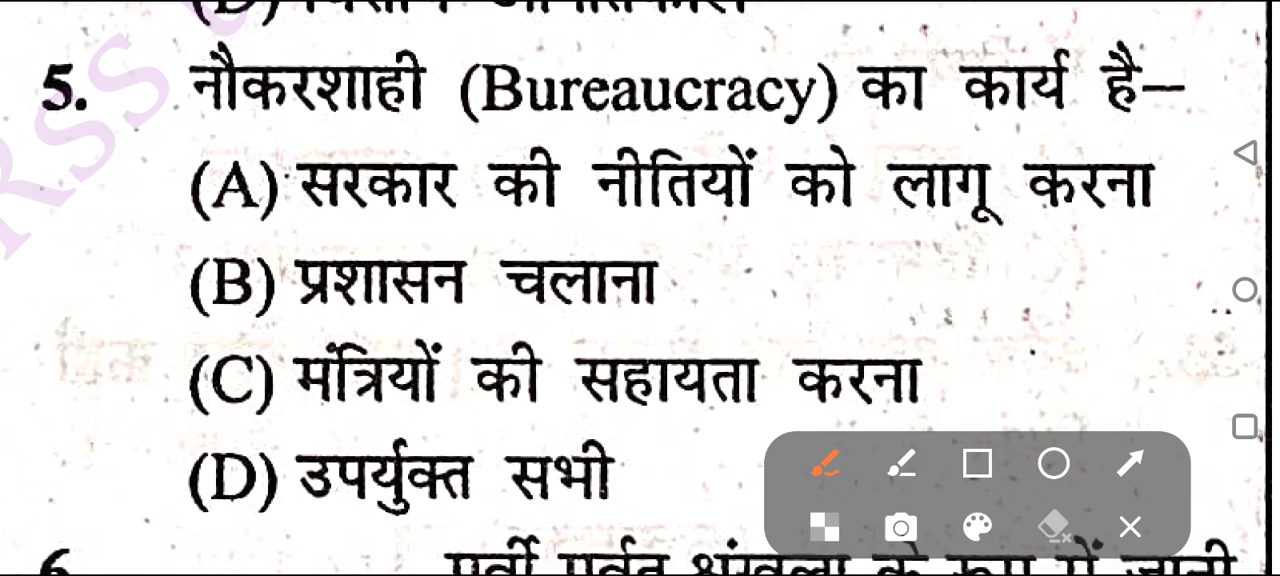 5. नौकरशाही (Bureaucracy) का कार्य है–
(A) सरकार की नीतियों को लागू करना
(B) प्रशासन चलाना
(C) मंत्रियों की सहायता करना
(D) उपर्युक्त सभी